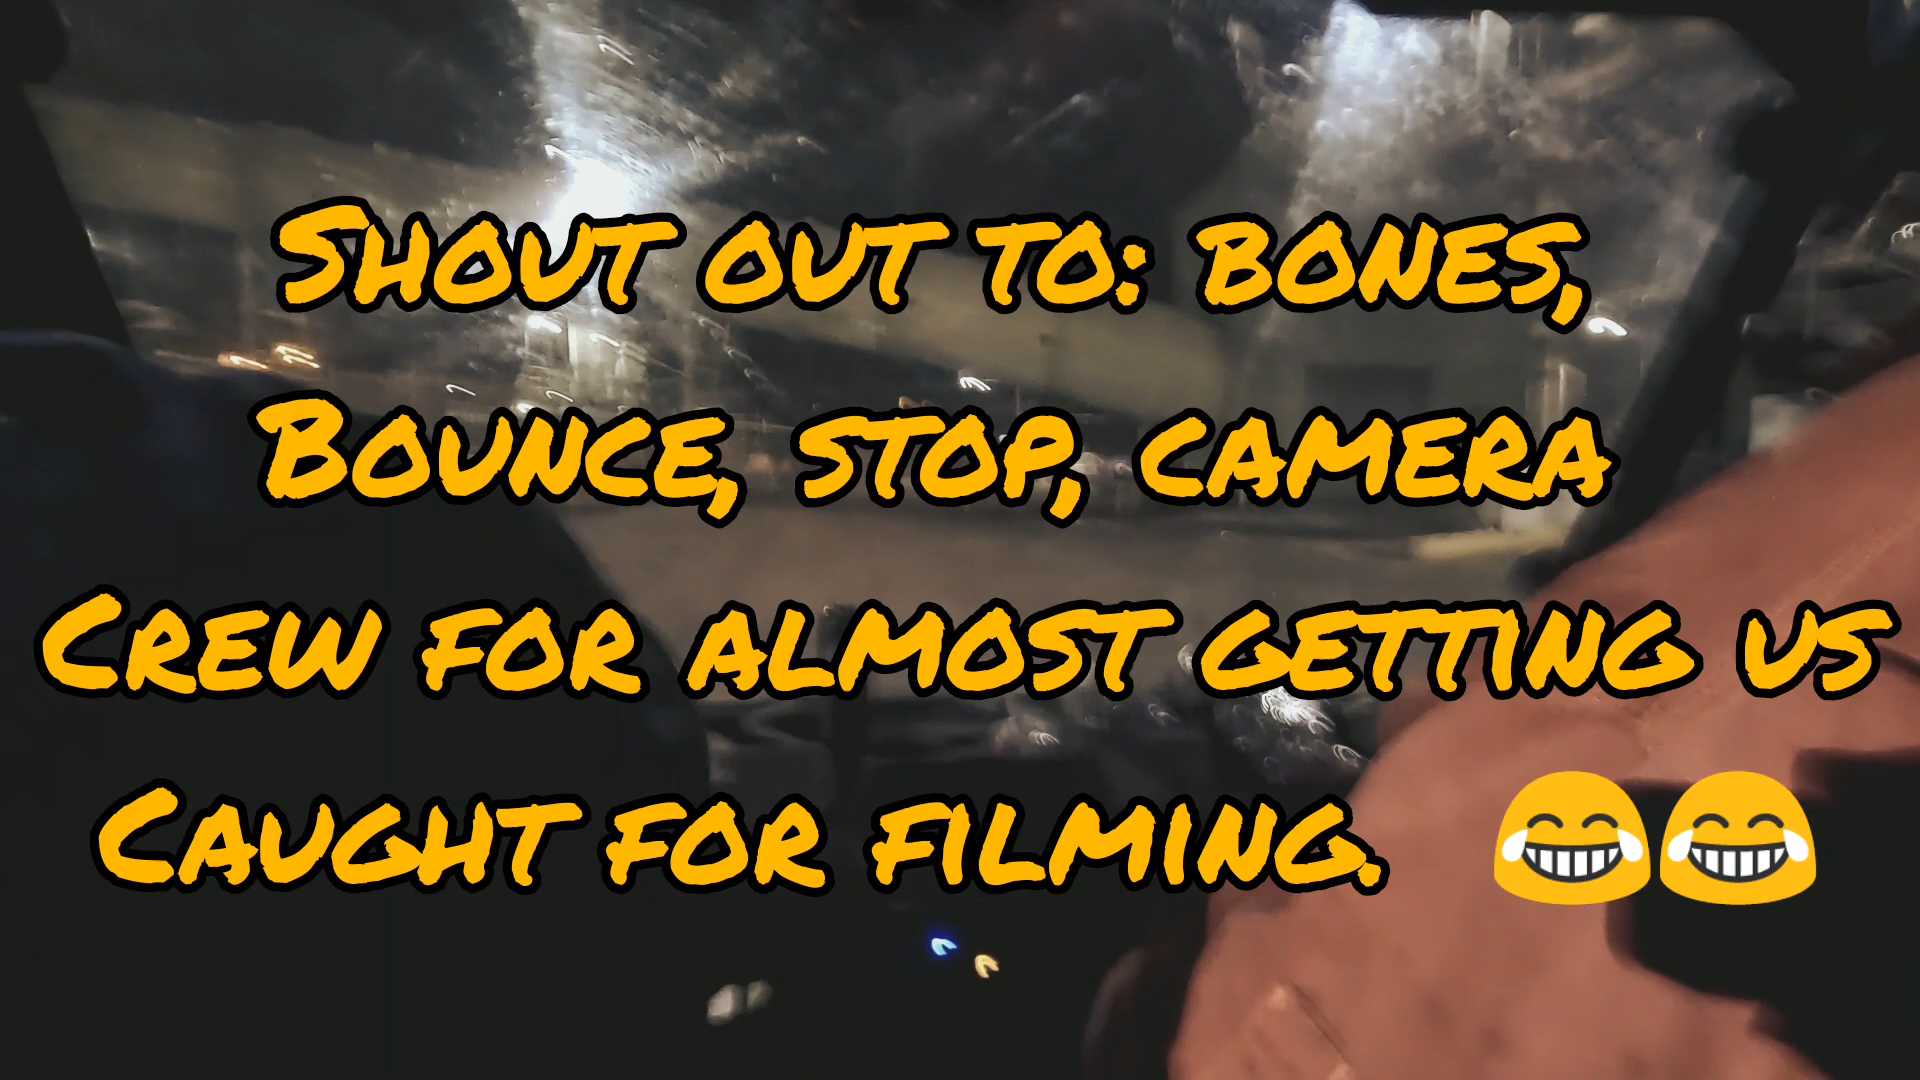 Shout out to: bones,
Bounce, stop, camera
Crew for almost getting us
Caught for filming. 😂😂